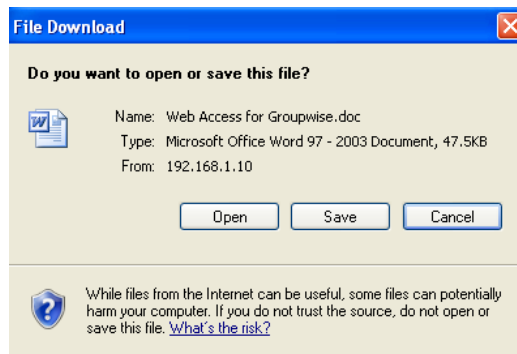 File Download
Do you want to open or save this file?
Name: Web Access for Groupwise.doc
Type: Microsoft Office Word 97 - 2003 Document, 47.5KB
From: 192.168.1.10
Open Save Cancel
While files from the Internet can be useful, some files can potentially
harm your computer. If you do not trust the source, do not open or
save this file. What's the risk?